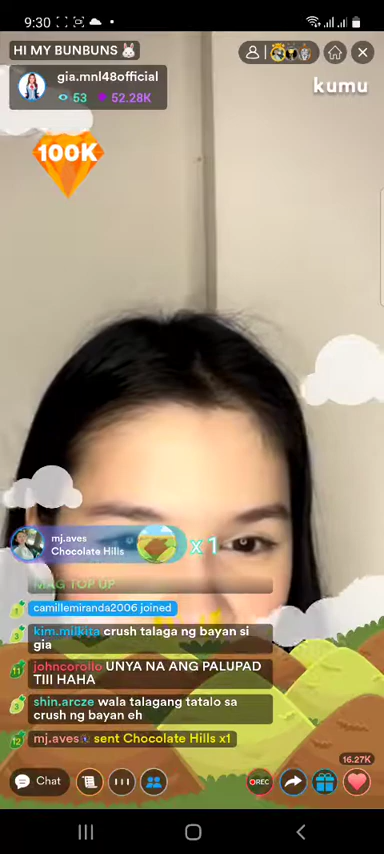 9:30
HI MY BUNBUNS 🐰
gia.mnl48official
53 52.28K
kumu
100K
mj.aves
Chocolate Hills
x 1
MAG TOP UP
camillemiranda2006 joined
kim.milkita crush talaga ng bayan si
gia
johncorollo UNYA NA ANG PALUPAD
TIII HAHA
shin.arcze wala talagang tatalo sa
crush ng bayan eh
mj.aves sent Chocolate Hills x1
16.27K
Chat
REC